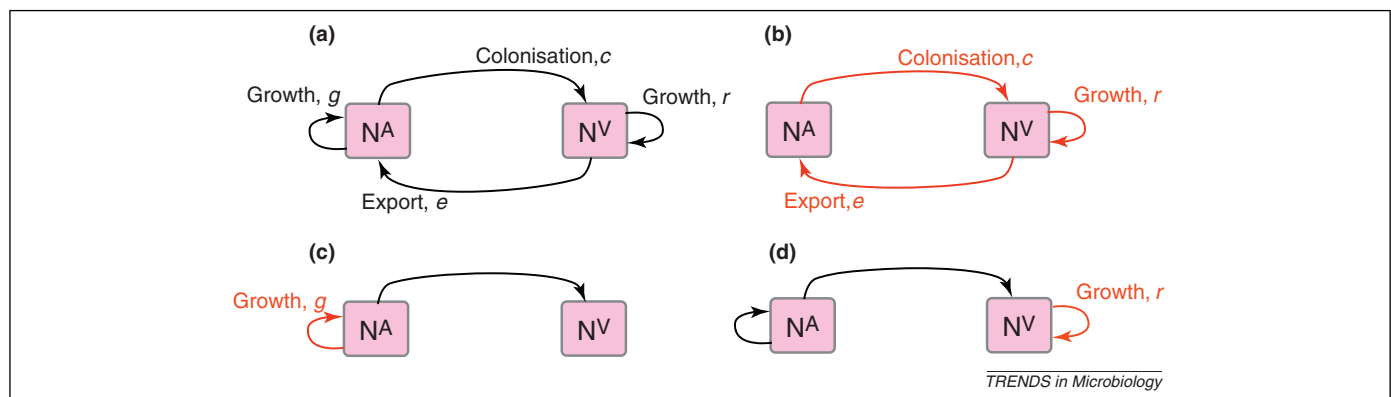 (a)
Colonisation,c
Growth, g
Growth, r
NA
NV
Export, e
(b)
Colonisation,c
Growth, r
NA
NV
Export,e
(c)
Growth, g
NA
NV
(d)
Growth, r
NA
NV
TRENDS in Microbiology